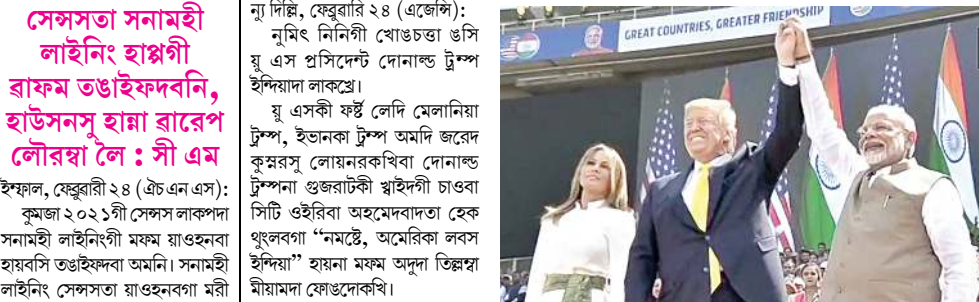 সেন্সসতা সনামহী
লাইনিং হাপ্পগী
ৱাফম তঙাইফদবনি,
হাউসনসু হান্না ৱারেপ
লৌরম্বা লৈ : সী এম
ইম্ফাল, ফেব্রুৱারী ২৪ (ঐচ এন এস):
কুমজা ২০২১গী সেন্সস লাকপদা
সনামহী লাইনিংগী মফম য়াওহনবা
হায়বসি তঙাইফদবা অমনি। সনামহী
লাইনিং সেন্সসতা য়াওহনবগা মরী
ন্যু দিল্লি, ফেব্রুৱারি ২৪ (এজেন্সি):
নুমিৎ নিনিগী খোঙচত্তা ঙসি
য়ু এস প্রসিদেন্ট দোনাল্ড ট্রম্প
ইন্দিয়াদা লাকখ্রে।
য়ু এসকী ফর্ষ্ট লেদি মেলানিয়া
ট্রম্প, ইভানকা ট্রম্প অমদি জরেদ
কুস্নরসু লোয়নরকখিবা দোনাল্ড
ট্রম্পনা গুজরাটকী খ্বাইদগী চাওবা
সিটি ওইরিবা অহমেদবাদতা হেক
থুংলবগা “নমষ্টে, অমেরিকা লবস
ইন্দিয়া” হায়না মফম অদুদা তিল্লম্বা
মীয়ামদা ফোঙদোকখি।
GREAT COUNTRIES, GREATER FRIENDSHIP